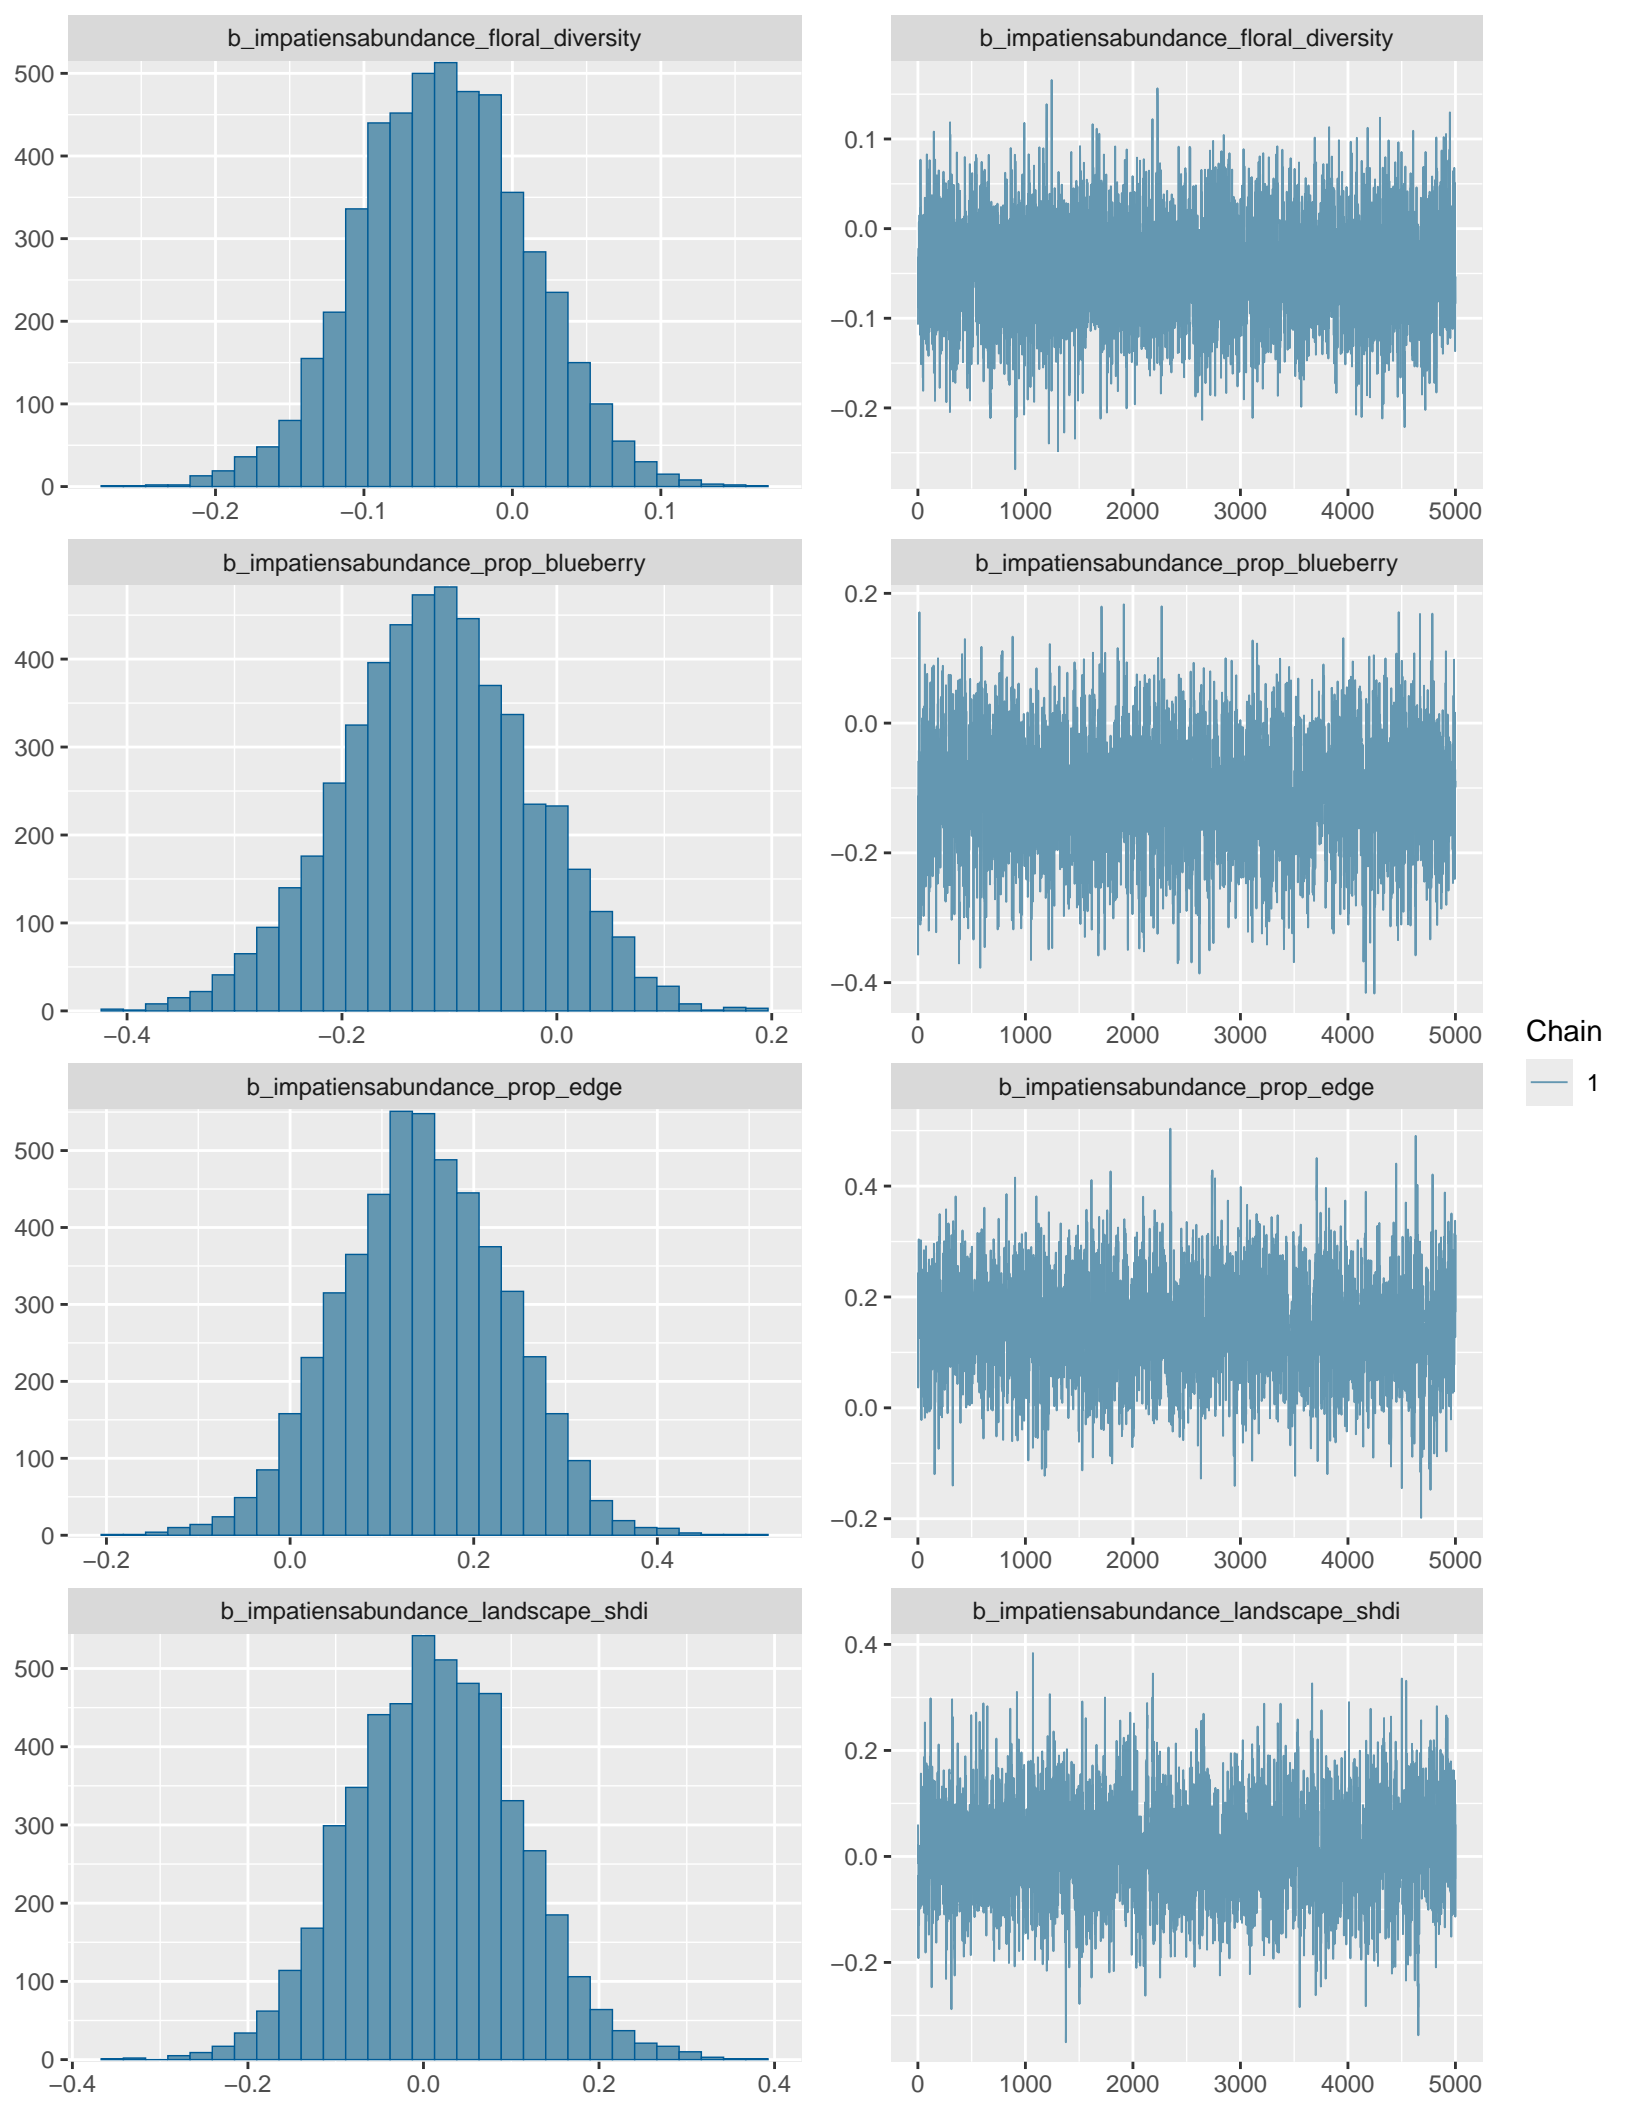 b_impatiensabundance_floral_diversity
b_impatiensabundance_floral_diversity
500
400
300
200
100
0
−0.2 −0.1 0.0 0.1
0.1
0.0
−0.1
−0.2
0 1000 2000 3000 4000 5000
b_impatiensabundance_prop_blueberry
b_impatiensabundance_prop_blueberry
400
300
200
100
0
−0.4 −0.2 0.0 0.2
0.2
0.0
−0.2
−0.4
0 1000 2000 3000 4000 5000
Chain
1
b_impatiensabundance_prop_edge
b_impatiensabundance_prop_edge
500
400
300
200
100
0
−0.2 0.0 0.2 0.4
0.4
0.2
0.0
−0.2
0 1000 2000 3000 4000 5000
b_impatiensabundance_landscape_shdi
b_impatiensabundance_landscape_shdi
500
400
300
200
100
0
−0.4 −0.2 0.0 0.2 0.4
0.4
0.2
0.0
−0.2
0 1000 2000 3000 4000 5000